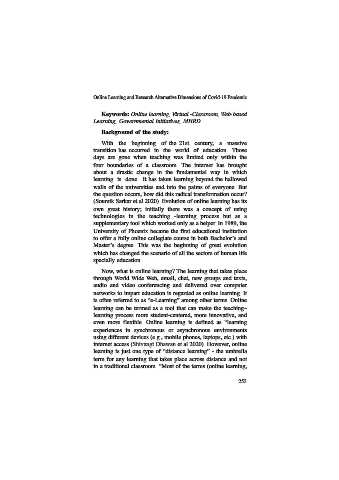 Online Learning and Research Alternative Dimensions of Covid-19 Pandemic
Keywords: Online learning, Virtual -Classroom, Web based
Learning, Governmental Initiatives, MHRD
Background of the study:
With the beginning of the 21st century, a massive
transition has occurred in the world of education. Those
days are gone when teaching was limited only within the
four boundaries of a classroom. The internet has brought
about a drastic change in the fundamental way in which
learning is done. It has taken learning beyond the hallowed
walls of the universities and into the palms of everyone. But
the question occurs, how did this radical transformation occur?
(Souravik Sarkar et al 2020). Evolution of online learning has its
own great history; initially there was a concept of using
technologies in the teaching -learning process but as a
supplementary tool which worked only as a helper. In 1989, the
University of Phoenix became the first educational institution
to offer a fully online collegiate course in both Bachelor's and
Master's degree. This was the beginning of great evolution
which has changed the scenario of all the sectors of human life
specially education.
Now, what is online learning? The learning that takes place
through World Wide Web, email, chat, new groups and texts,
audio and video conferencing and delivered over computer
networks to impart education is regarded as online learning. It
is often referred to as "e-Learning" among other terms. Online
learning can be termed as a tool that can make the teaching–
learning process more student-centered, more innovative, and
even more flexible. Online learning is defined as "learning
experiences in synchronous or asynchronous environments
using different devices (e.g., mobile phones, laptops, etc.) with
internet access (Shivangi Dhawan et al 2020). However, online
learning is just one type of "distance learning" - the umbrella
term for any learning that takes place across distance and not
in a traditional classroom. "Most of the terms (online learning,
253